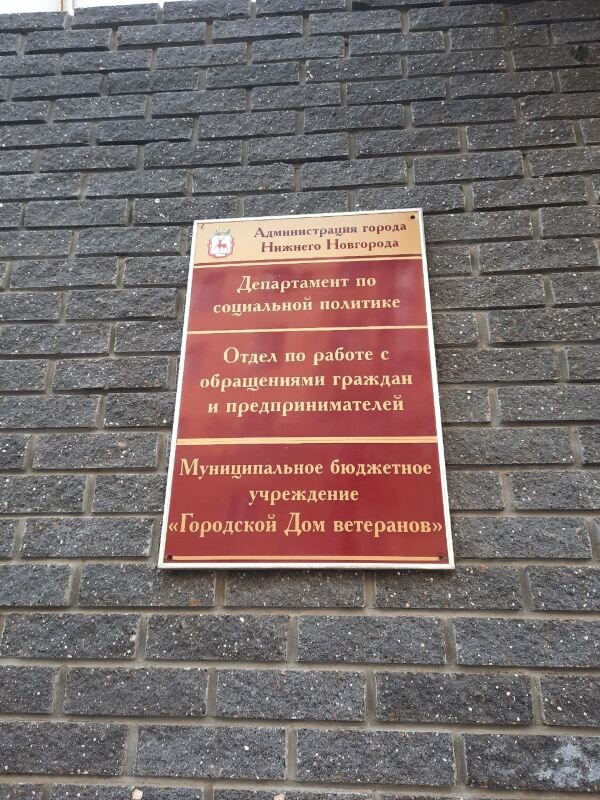 Администрация города
Нижнего Новгорода
Департамент по
социальной политике
Отдел по работе с
обращениями граждан
и предпринимателей
Муниципальное бюджетное
учреждение
«Городской Дом ветеранов»